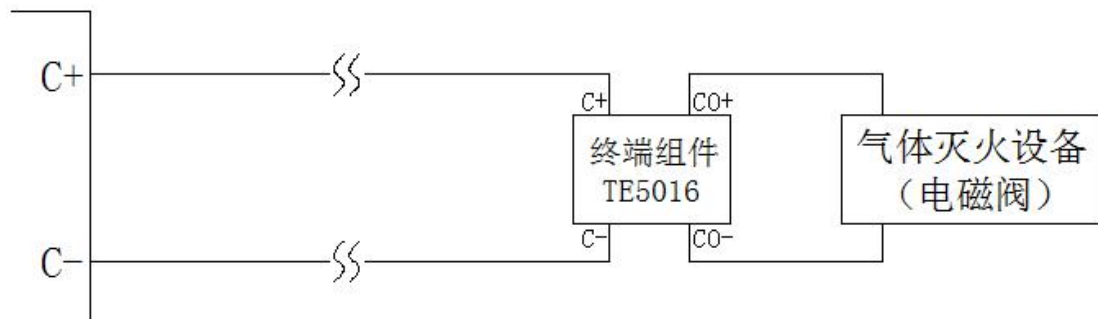 C+
C+ CO+
终端组件
TE5016
气体灭火设备
（电磁阀）
C- CO-
C-